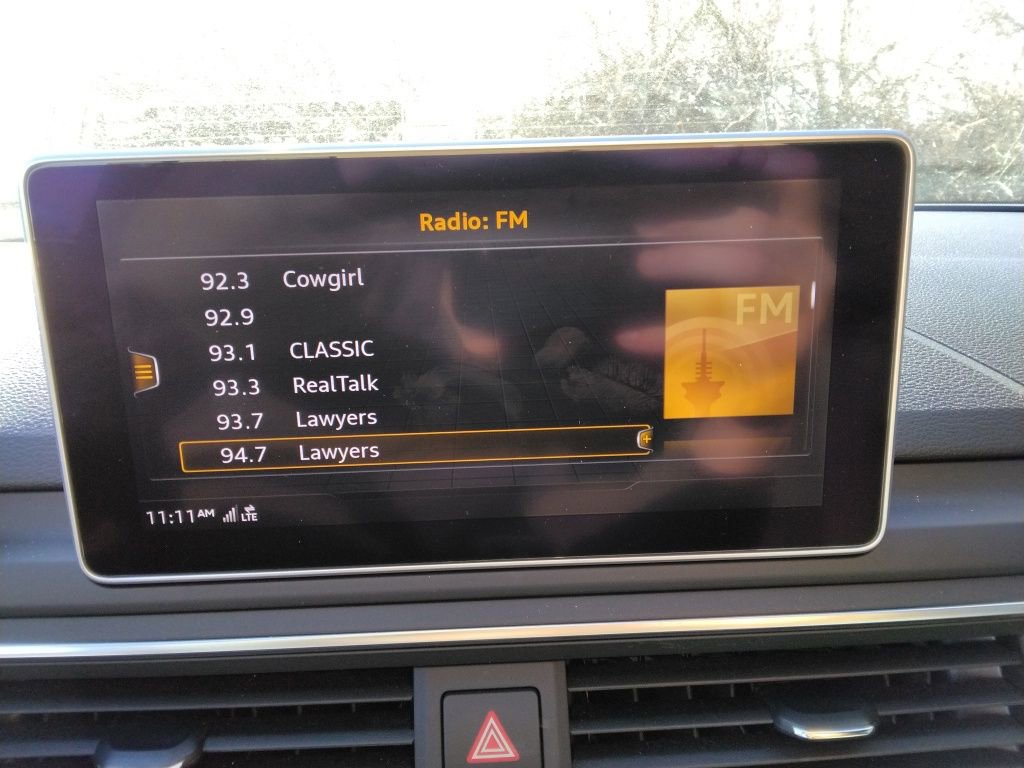 Radio: FM
92.3 Cowgirl
92.9
93.1 CLASSIC
93.3 RealTalk
93.7 Lawyers
94.7 Lawyers
FM
11:11AM LTE